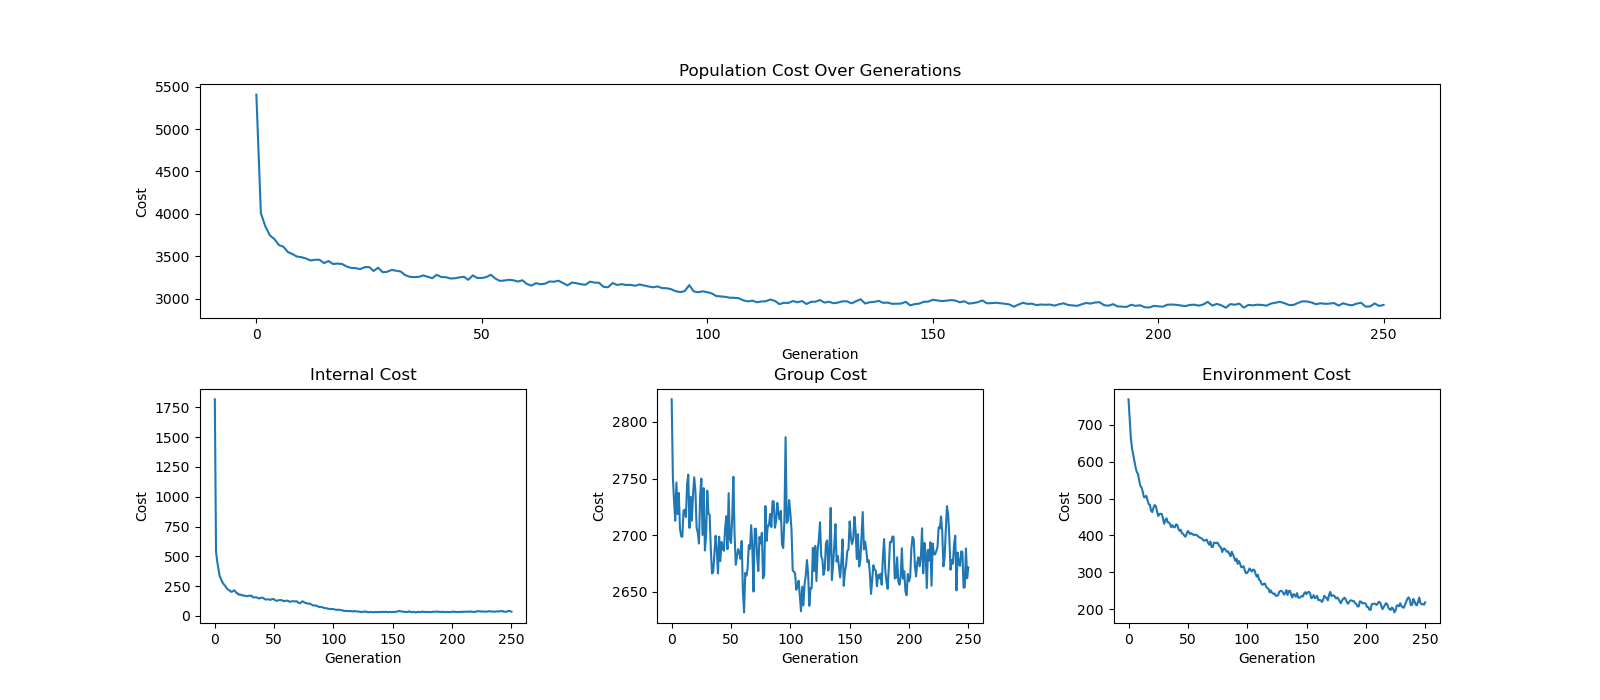 Population Cost Over Generations
5500
5000
4500
4000
3500
3000
Cost
0 50 100 150 200 250
Generation
Internal Cost
1750
1500
1250
1000
750
500
250
0
Cost
0 50 100 150 200 250
Generation
Group Cost
2800
2750
2700
2650
Cost
0 50 100 150 200 250
Generation
Environment Cost
700
600
500
400
300
200
Cost
0 50 100 150 200 250
Generation